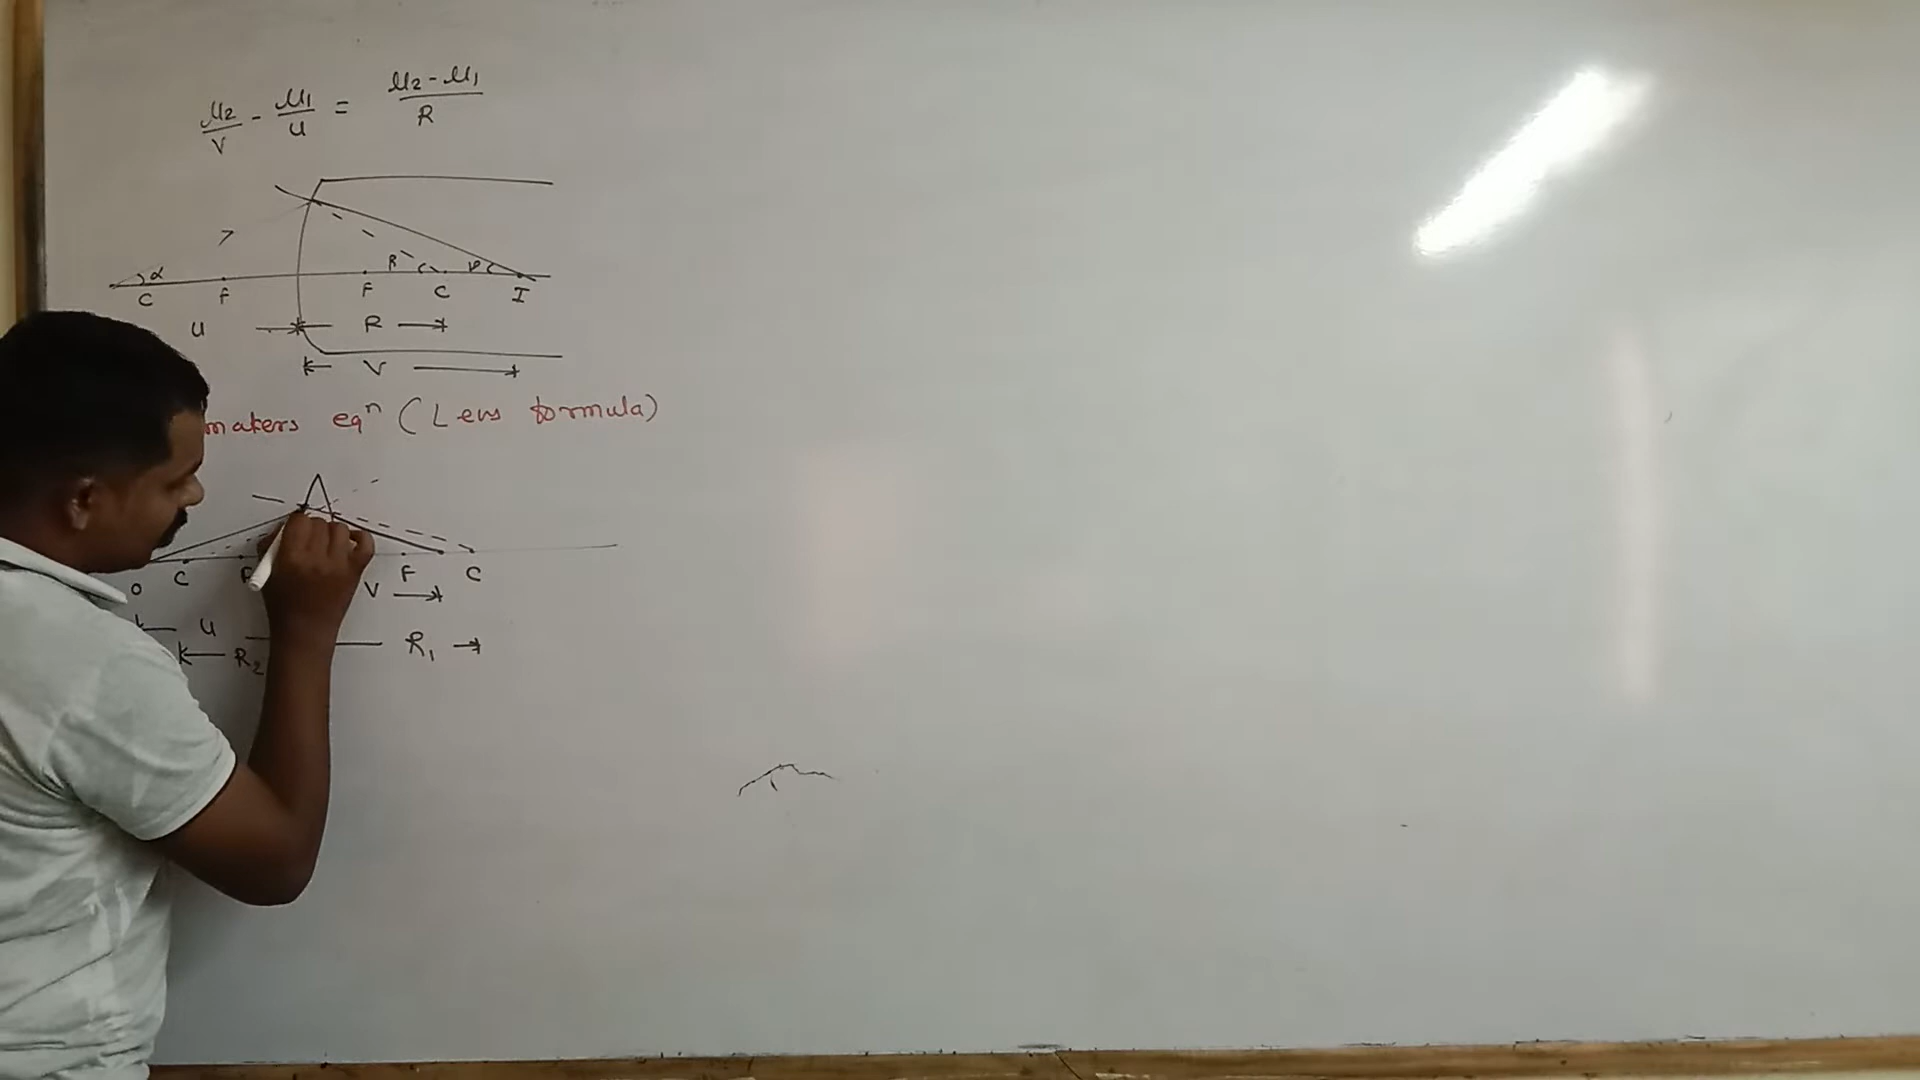 μ2/V - μ1/u = μ2 - μ1/R
α β γ
C F F C I
u R
V
makers eqⁿ (Lens formula)
O C F F C
V
u
R₂ R₁